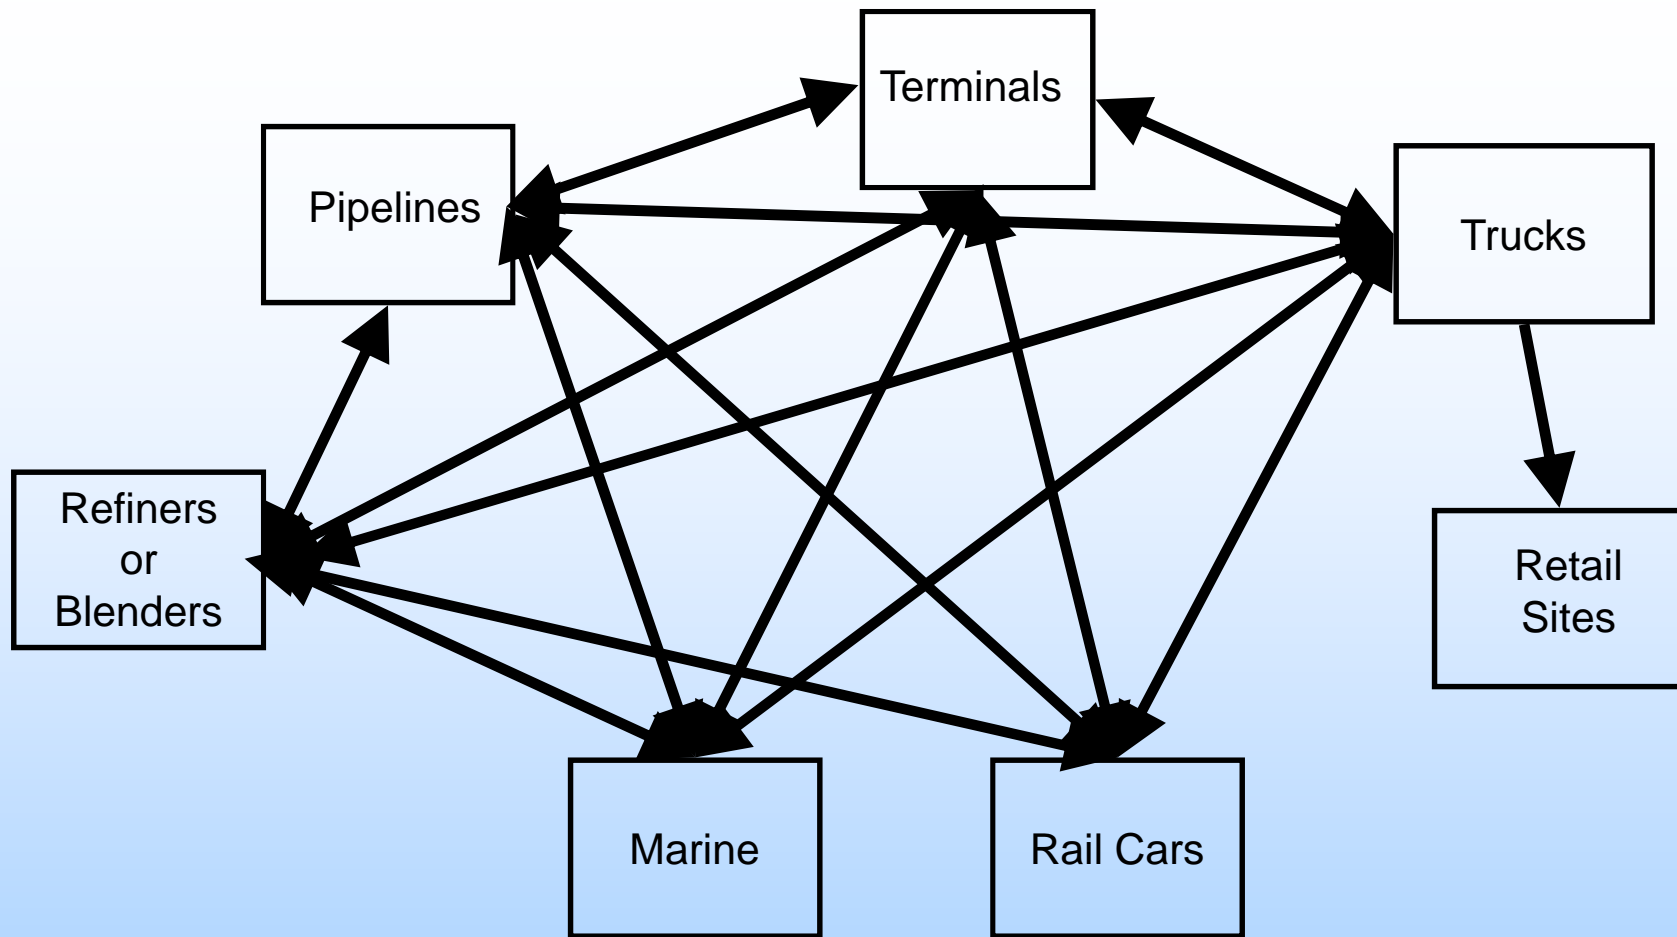 Terminals
Pipelines
Trucks
Refiners
or
Blenders
Retail
Sites
Marine
Rail Cars